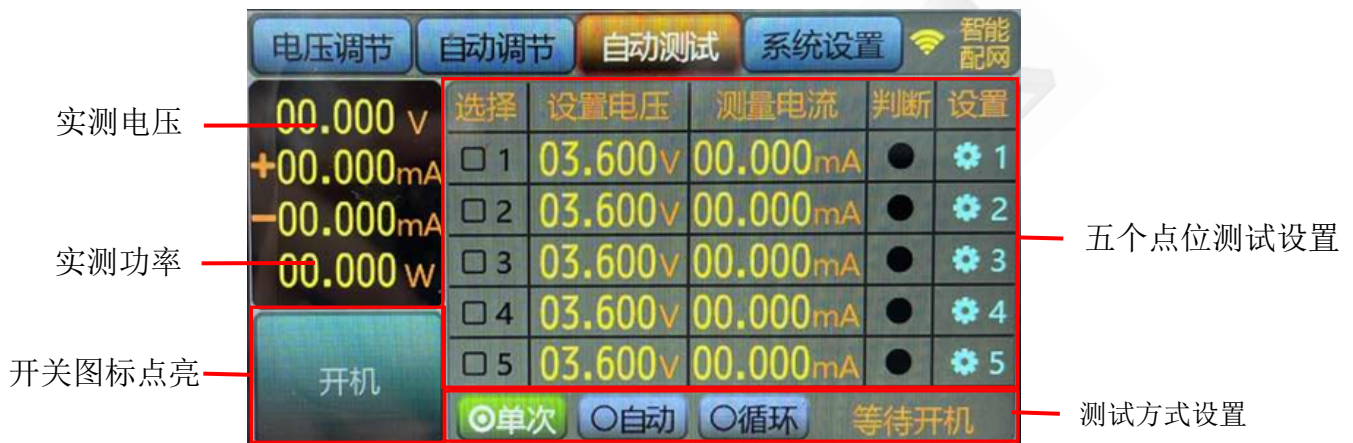 电压调节 自动调节 自动测试 系统设置 智能配网
实测电压
00.000 V
+00.000mA
-00.000mA
实测功率
00.000 W
选择 设置电压 测量电流 判断 设置
1 03.600V 00.000mA 1
2 03.600V 00.000mA 2
3 03.600V 00.000mA 3
4 03.600V 00.000mA 4
5 03.600V 00.000mA 5
五个点位测试设置
开关图标点亮
开机
单次 自动 循环 等待开机
测试方式设置